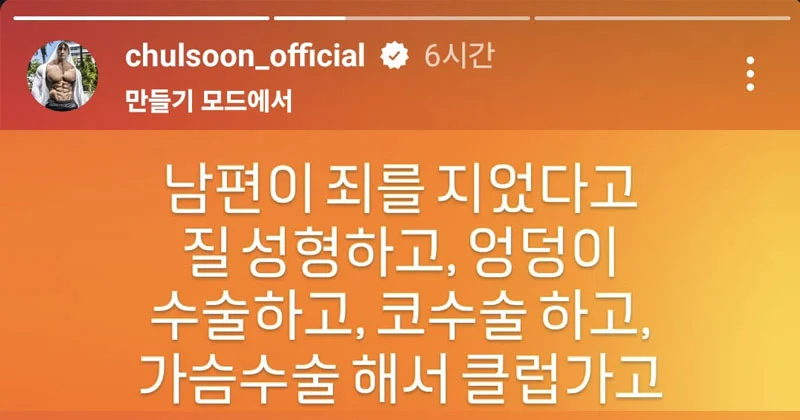 chulsoon_official 6시간
만들기 모드에서
남편이 죄를 지었다고
질 성형하고, 엉덩이
수술하고, 코수술 하고,
가슴수술 해서 클럽가고